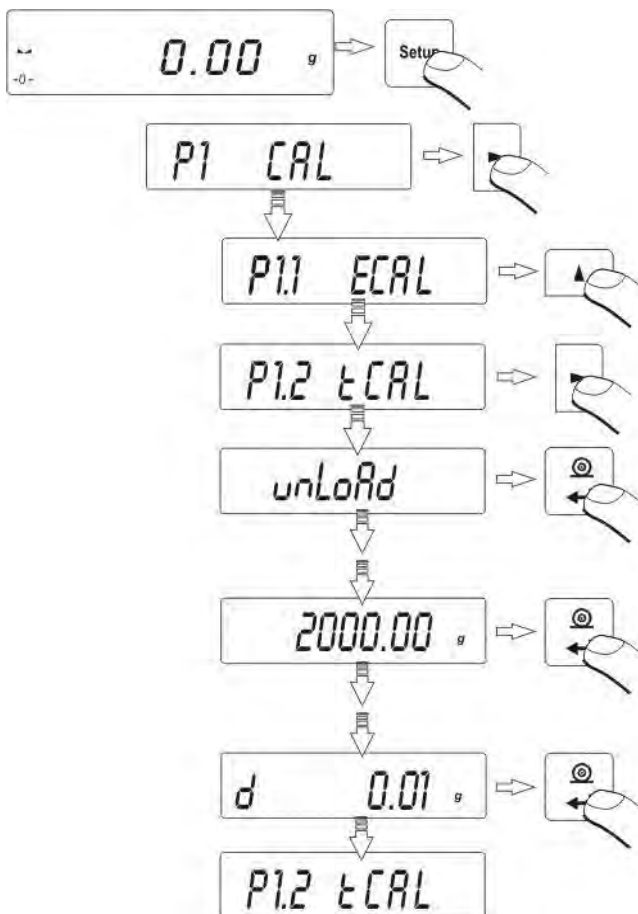 -0-
0.00 g
Setup
P1 CAL
P1.1 ECAL
P1.2 tCAL
unLoAd
2000.00 g
d 0.01 g
P1.2 tCAL